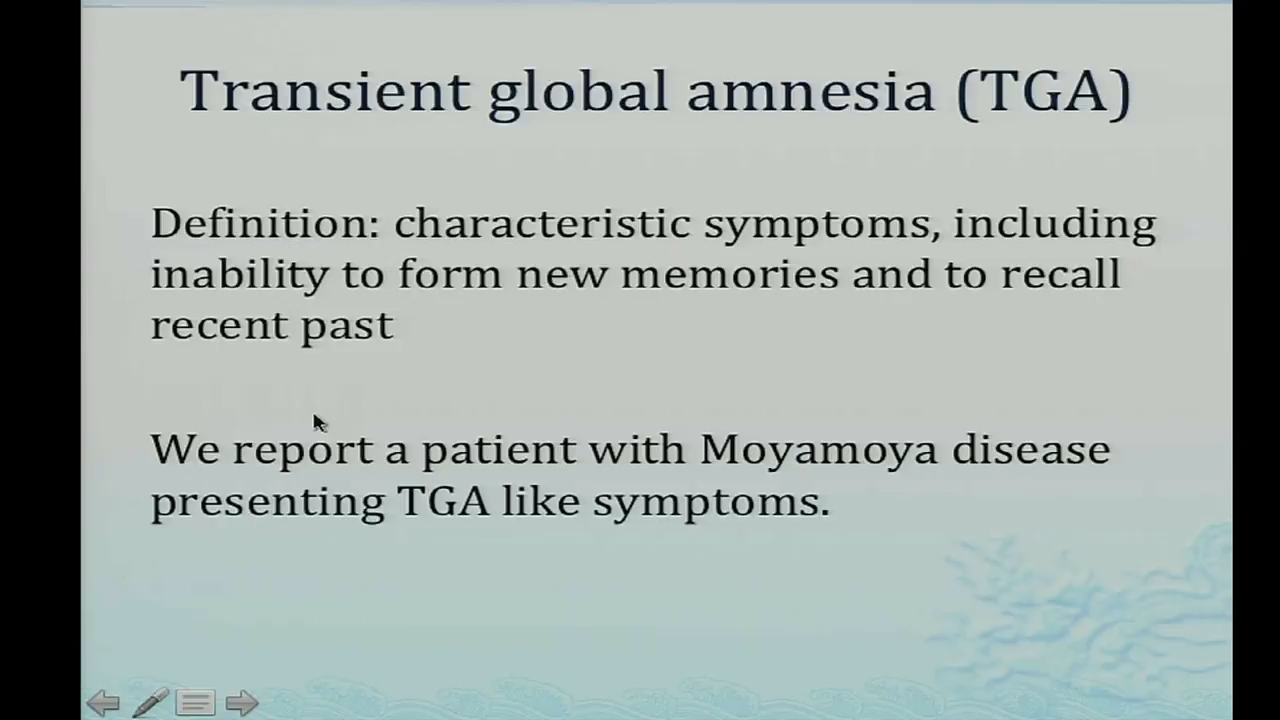 Transient global amnesia (TGA)
Definition: characteristic symptoms, including
inability to form new memories and to recall
recent past
We report a patient with Moyamoya disease
presenting TGA like symptoms.